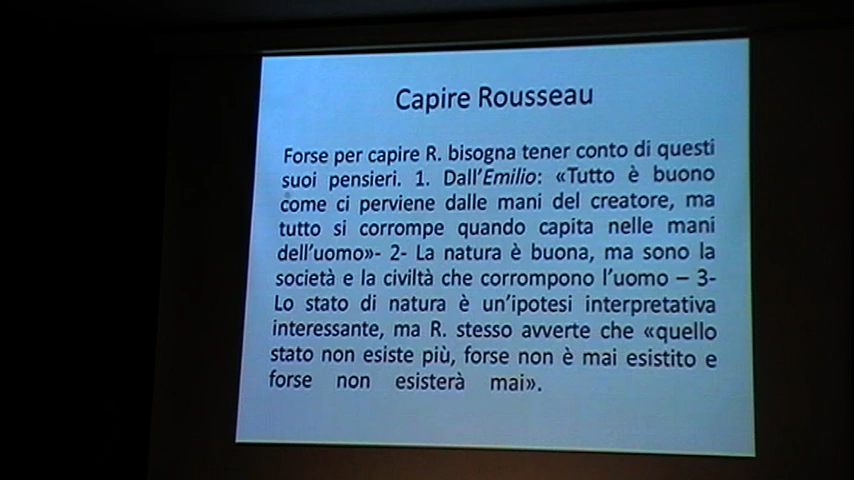 Capire Rousseau
Forse per capire R. bisogna tener conto di questi
suoi pensieri. 1. Dall'Emilio: «Tutto è buono
come ci perviene dalle mani del creatore, ma
tutto si corrompe quando capita nelle mani
dell'uomo»- 2- La natura è buona, ma sono la
società e la civiltà che corrompono l'uomo – 3-
Lo stato di natura è un'ipotesi interpretativa
interessante, ma R. stesso avverte che «quello
stato non esiste più, forse non è mai esistito e
forse non esisterà mai».